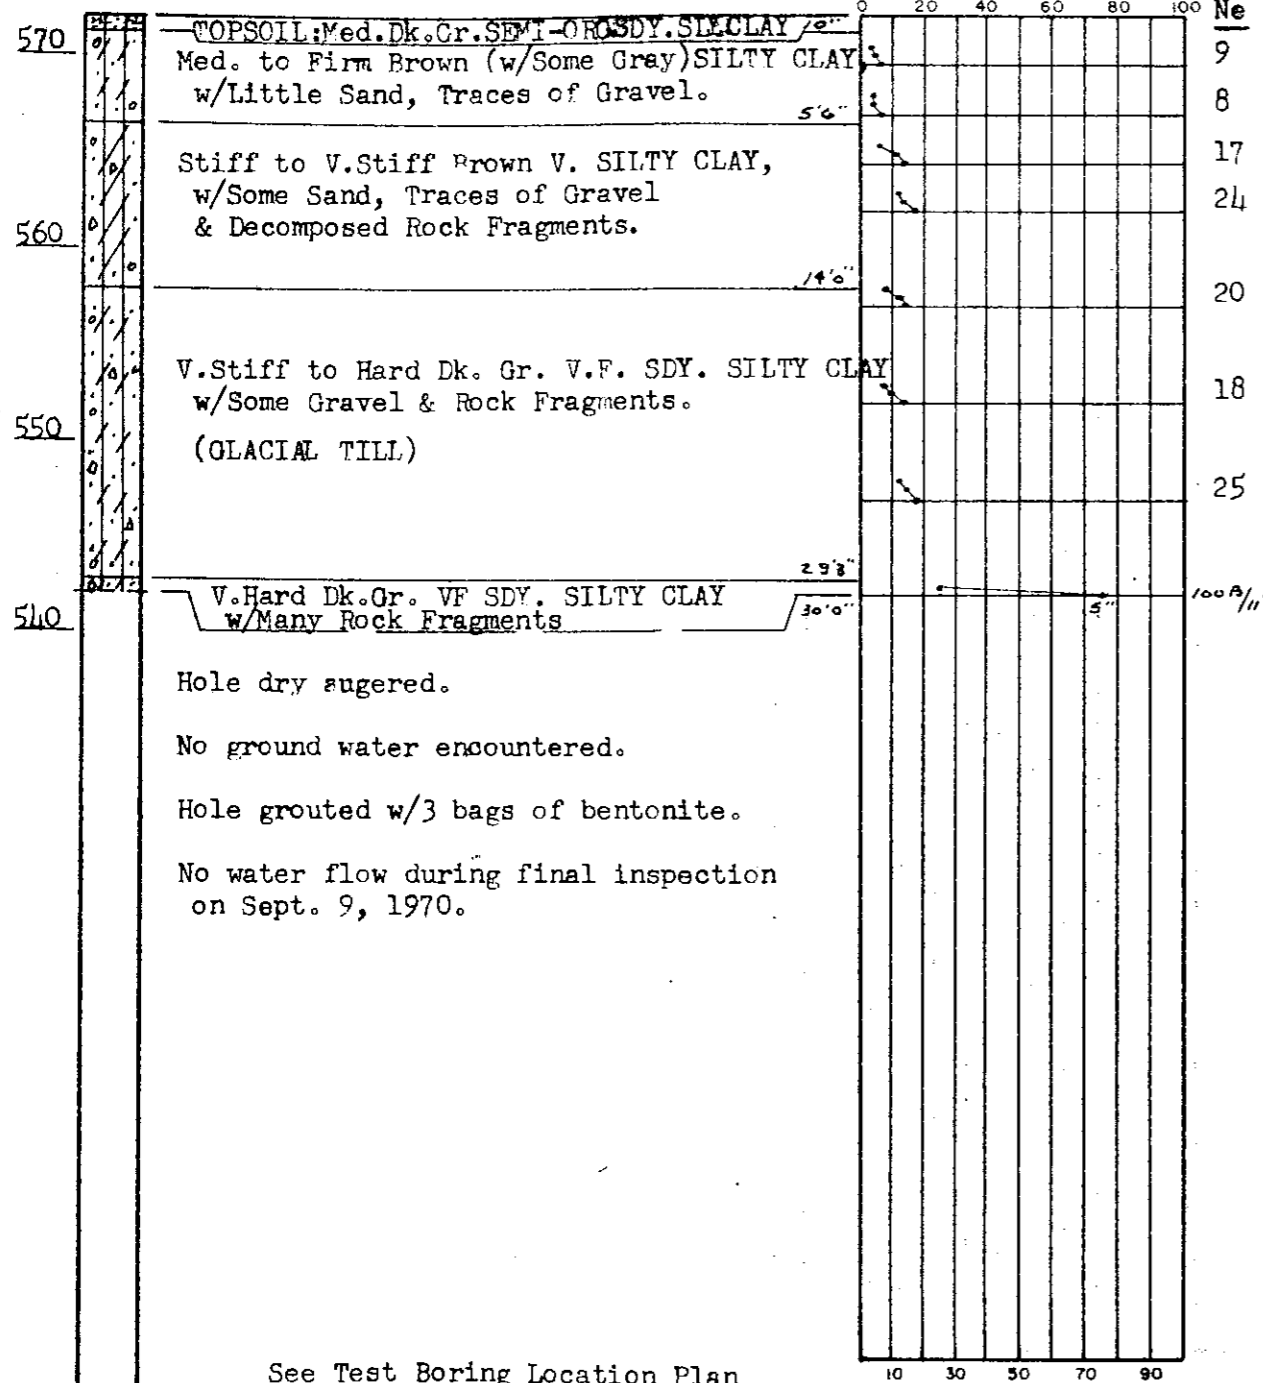 0 20 40 60 80 100 Ne
TOPSOIL:Med.Dk.Gr.SEMI-ORGSDY.SILCLAY 10"
570
Med. to Firm Brown (w/Some Gray)SILTY CLAY
9
w/Little Sand, Traces of Gravel.
8
5'6"
Stiff to V.Stiff Brown V. SILTY CLAY,
17
w/Some Sand, Traces of Gravel
24
& Decomposed Rock Fragments.
560
14'0"
20
V.Stiff to Hard Dk. Gr. V.F. SDY. SILTY CLAY
18
w/Some Gravel & Rock Fragments.
550
(GLACIAL TILL)
25
29'3"
V.Hard Dk.Gr. VF SDY. SILTY CLAY
30'0"
5"
w/Many Rock Fragments
540
Hole dry augered.
No ground water encountered.
Hole grouted w/3 bags of bentonite.
No water flow during final inspection
on Sept. 9, 1970.
See Test Boring Location Plan
10 30 50 70 90